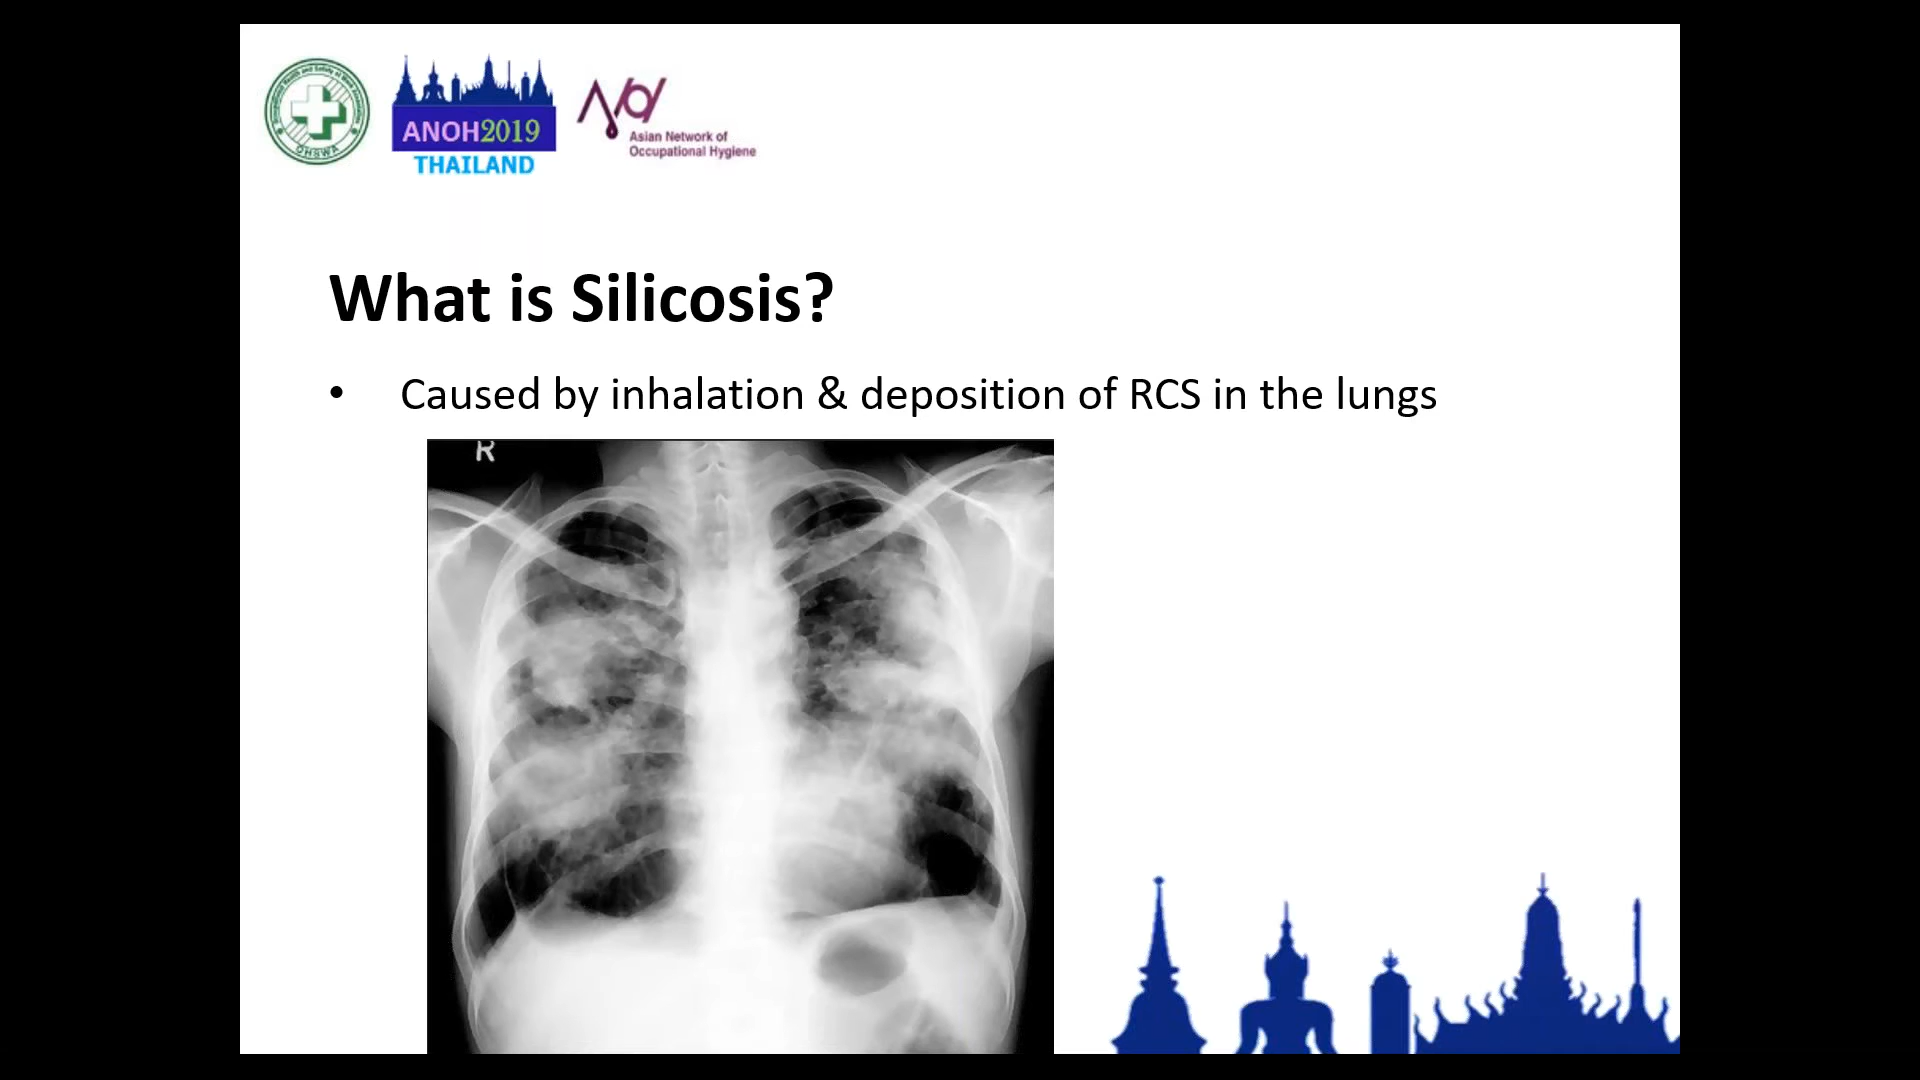 OHSWA
ANOH2019
THAILAND
Asian Network of
Occupational Hygiene
What is Silicosis?
• Caused by inhalation & deposition of RCS in the lungs
R